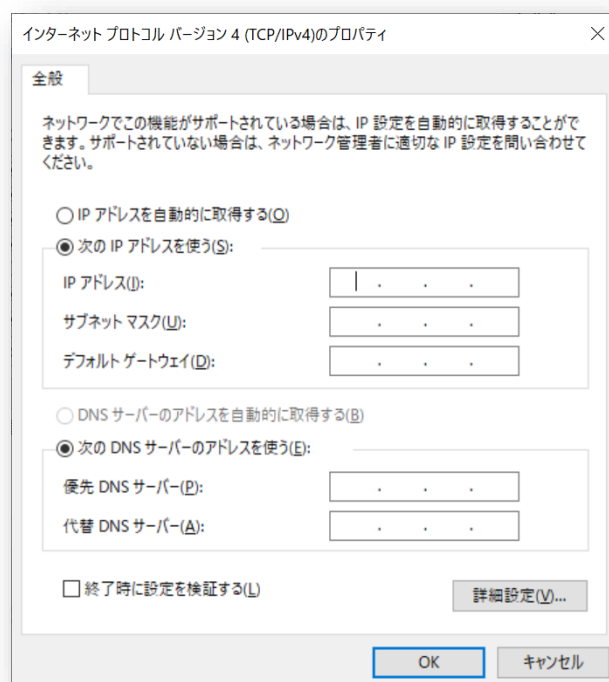 インターネット プロトコル バージョン 4 (TCP/IPv4)のプロパティ
全般
ネットワークでこの機能がサポートされている場合は、IP 設定を自動的に取得することがで
きます。サポートされていない場合は、ネットワーク管理者に適切な IP 設定を問い合わせて
ください。
IP アドレスを自動的に取得する(O)
次の IP アドレスを使う(S):
IP アドレス(I):
. . .
サブネット マスク(U):
. . .
デフォルト ゲートウェイ(D):
. . .
DNS サーバーのアドレスを自動的に取得する(B)
次の DNS サーバーのアドレスを使う(E):
優先 DNS サーバー(P):
. . .
代替 DNS サーバー(A):
. . .
終了時に設定を検証する(L)
詳細設定(V)...
OK
キャンセル